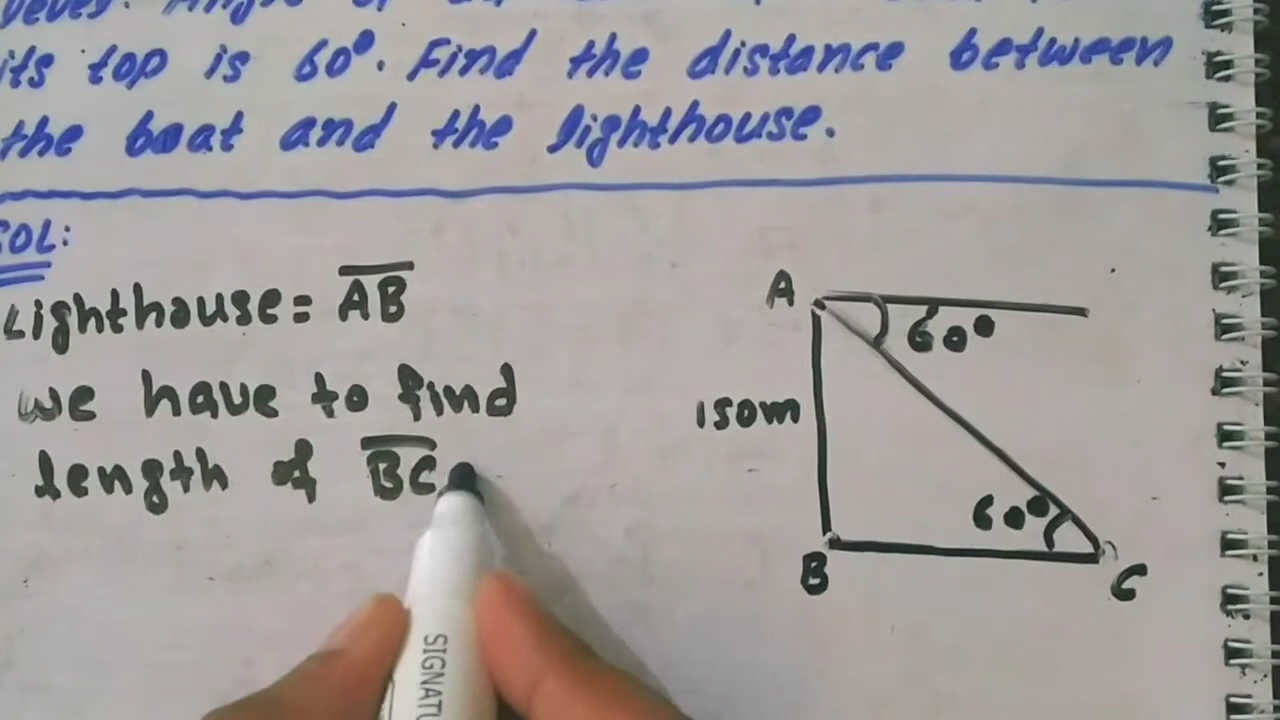 its top is 60°. Find the distance between
the boat and the lighthouse.
SOL:
Lighthouse = AB
we have to find
length of BC
A
60°
150m
60°
B
C
SIGNATU